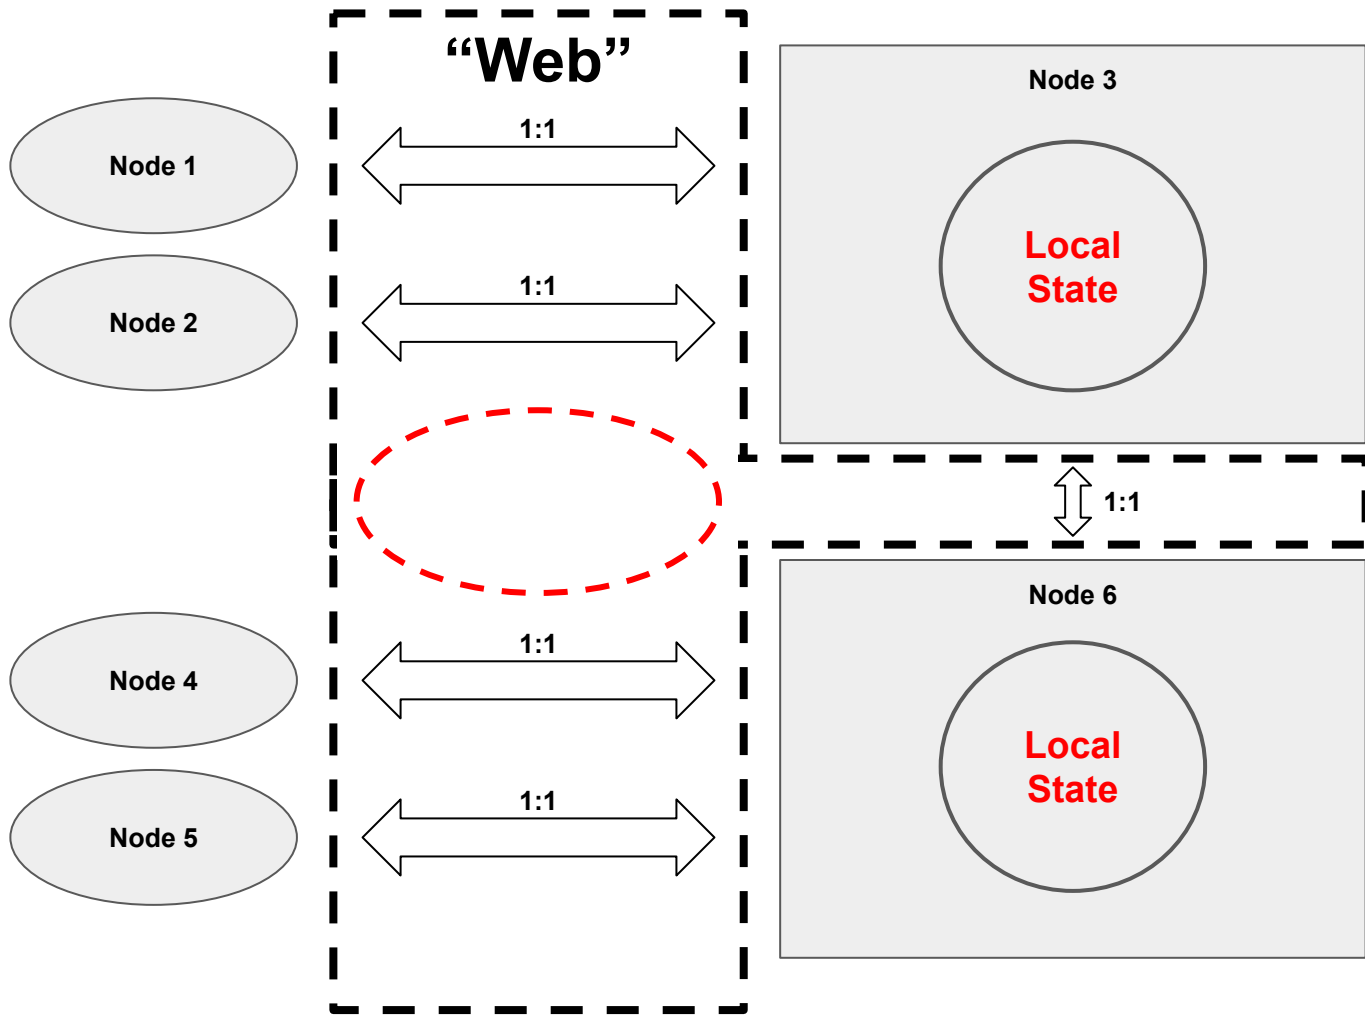 “Web”
Node 3
1:1
Node 1
Local
State
1:1
Node 2
1:1
Node 6
1:1
Node 4
Local
State
1:1
Node 5